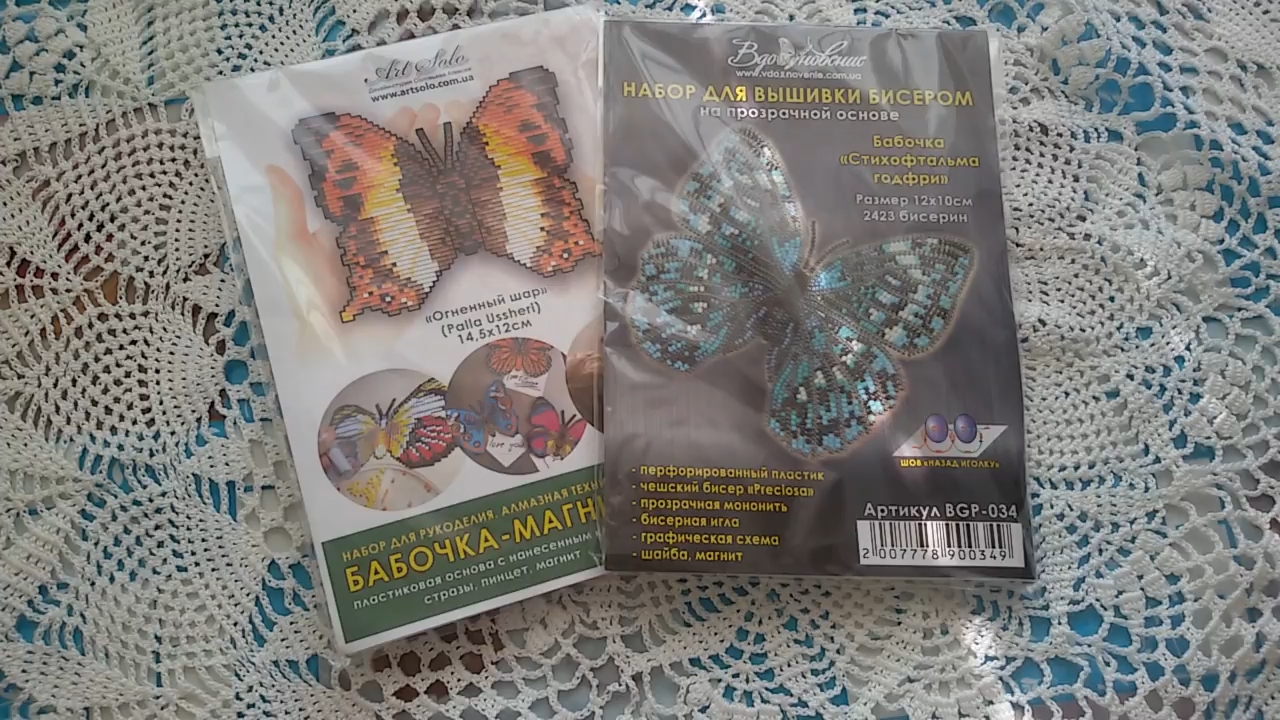 Art Solo
www.artsolo.com.ua
«Огненный шар»
(Palla Ussheri)
14,5x12см
love you
НАБОР ДЛЯ РУКОДЕЛИЯ. АЛМАЗНАЯ
БАБОЧКА-МАГН
пластиковая основа с нанесенным
стразы, пинцет, магнит
Вдохновение
www.vdoxnovenie.com.ua
НАБОР ДЛЯ ВЫШИВКИ БИСЕРОМ
на прозрачной основе
Бабочка
«Стихофтальма
годфри»
Размер 12x10см
2423 бисерин
ШОВ «НАЗАД ИГОЛКУ»
- перфорированный пластик
- чешский бисер «Preciosa»
- прозрачная мононить
- бисерная игла
- графическая схема
- шайба, магнит
Артикул BGP-034
2 007778 900349